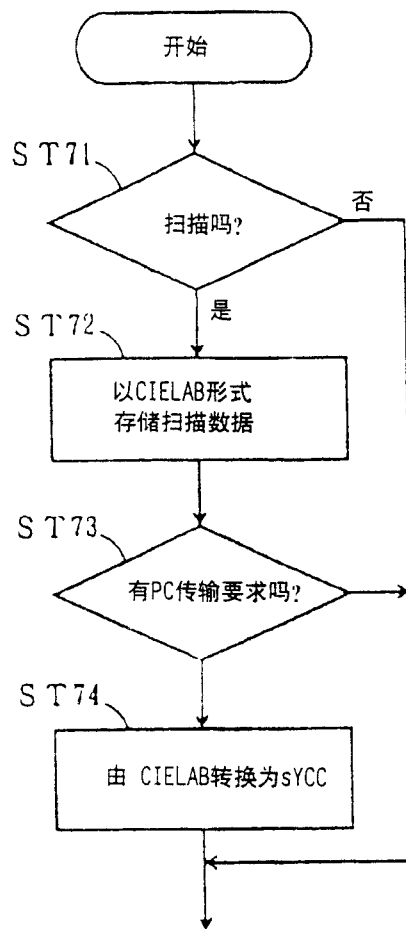 开始
ST71
扫描吗?
否
是
ST72
以CIELAB形式
存储扫描数据
ST73
有PC传输要求吗?
ST74
由 CIELAB转换为sYCC